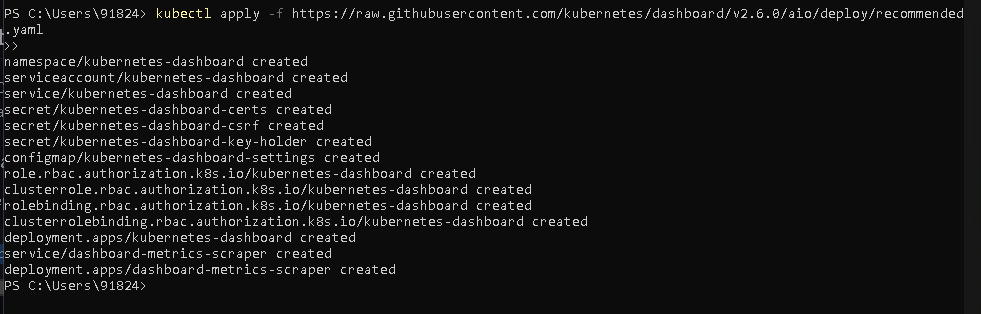 PS C:\Users\91824> kubectl apply -f https://raw.githubusercontent.com/kubernetes/dashboard/v2.6.0/aio/deploy/recommended
.yaml
>>
namespace/kubernetes-dashboard created
serviceaccount/kubernetes-dashboard created
service/kubernetes-dashboard created
secret/kubernetes-dashboard-certs created
secret/kubernetes-dashboard-csrf created
secret/kubernetes-dashboard-key-holder created
configmap/kubernetes-dashboard-settings created
role.rbac.authorization.k8s.io/kubernetes-dashboard created
clusterrole.rbac.authorization.k8s.io/kubernetes-dashboard created
rolebinding.rbac.authorization.k8s.io/kubernetes-dashboard created
clusterrolebinding.rbac.authorization.k8s.io/kubernetes-dashboard created
deployment.apps/kubernetes-dashboard created
service/dashboard-metrics-scraper created
deployment.apps/dashboard-metrics-scraper created
PS C:\Users\91824>